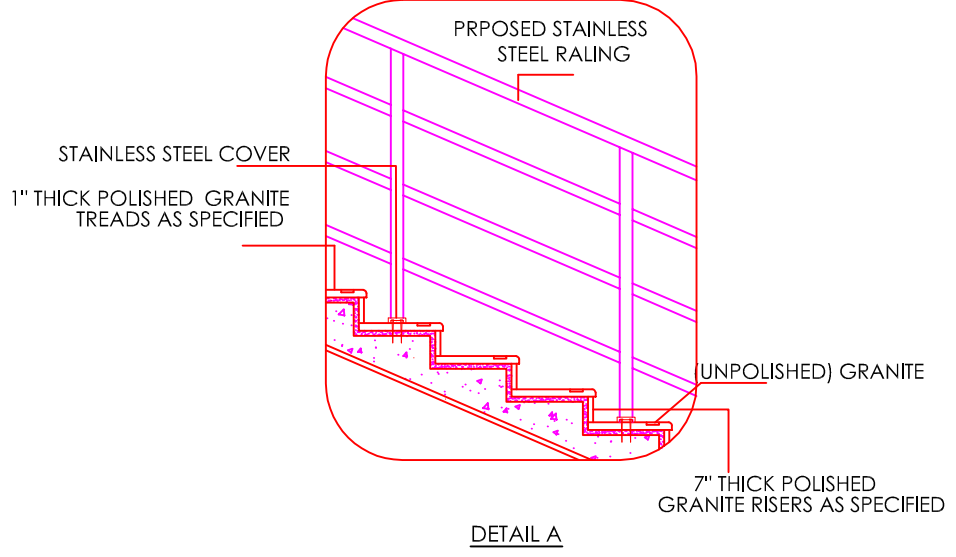 PRPOSED STAINLESS
STEEL RALING
STAINLESS STEEL COVER
1" THICK POLISHED GRANITE
TREADS AS SPECIFIED
(UNPOLISHED) GRANITE
7" THICK POLISHED
GRANITE RISERS AS SPECIFIED
DETAIL A